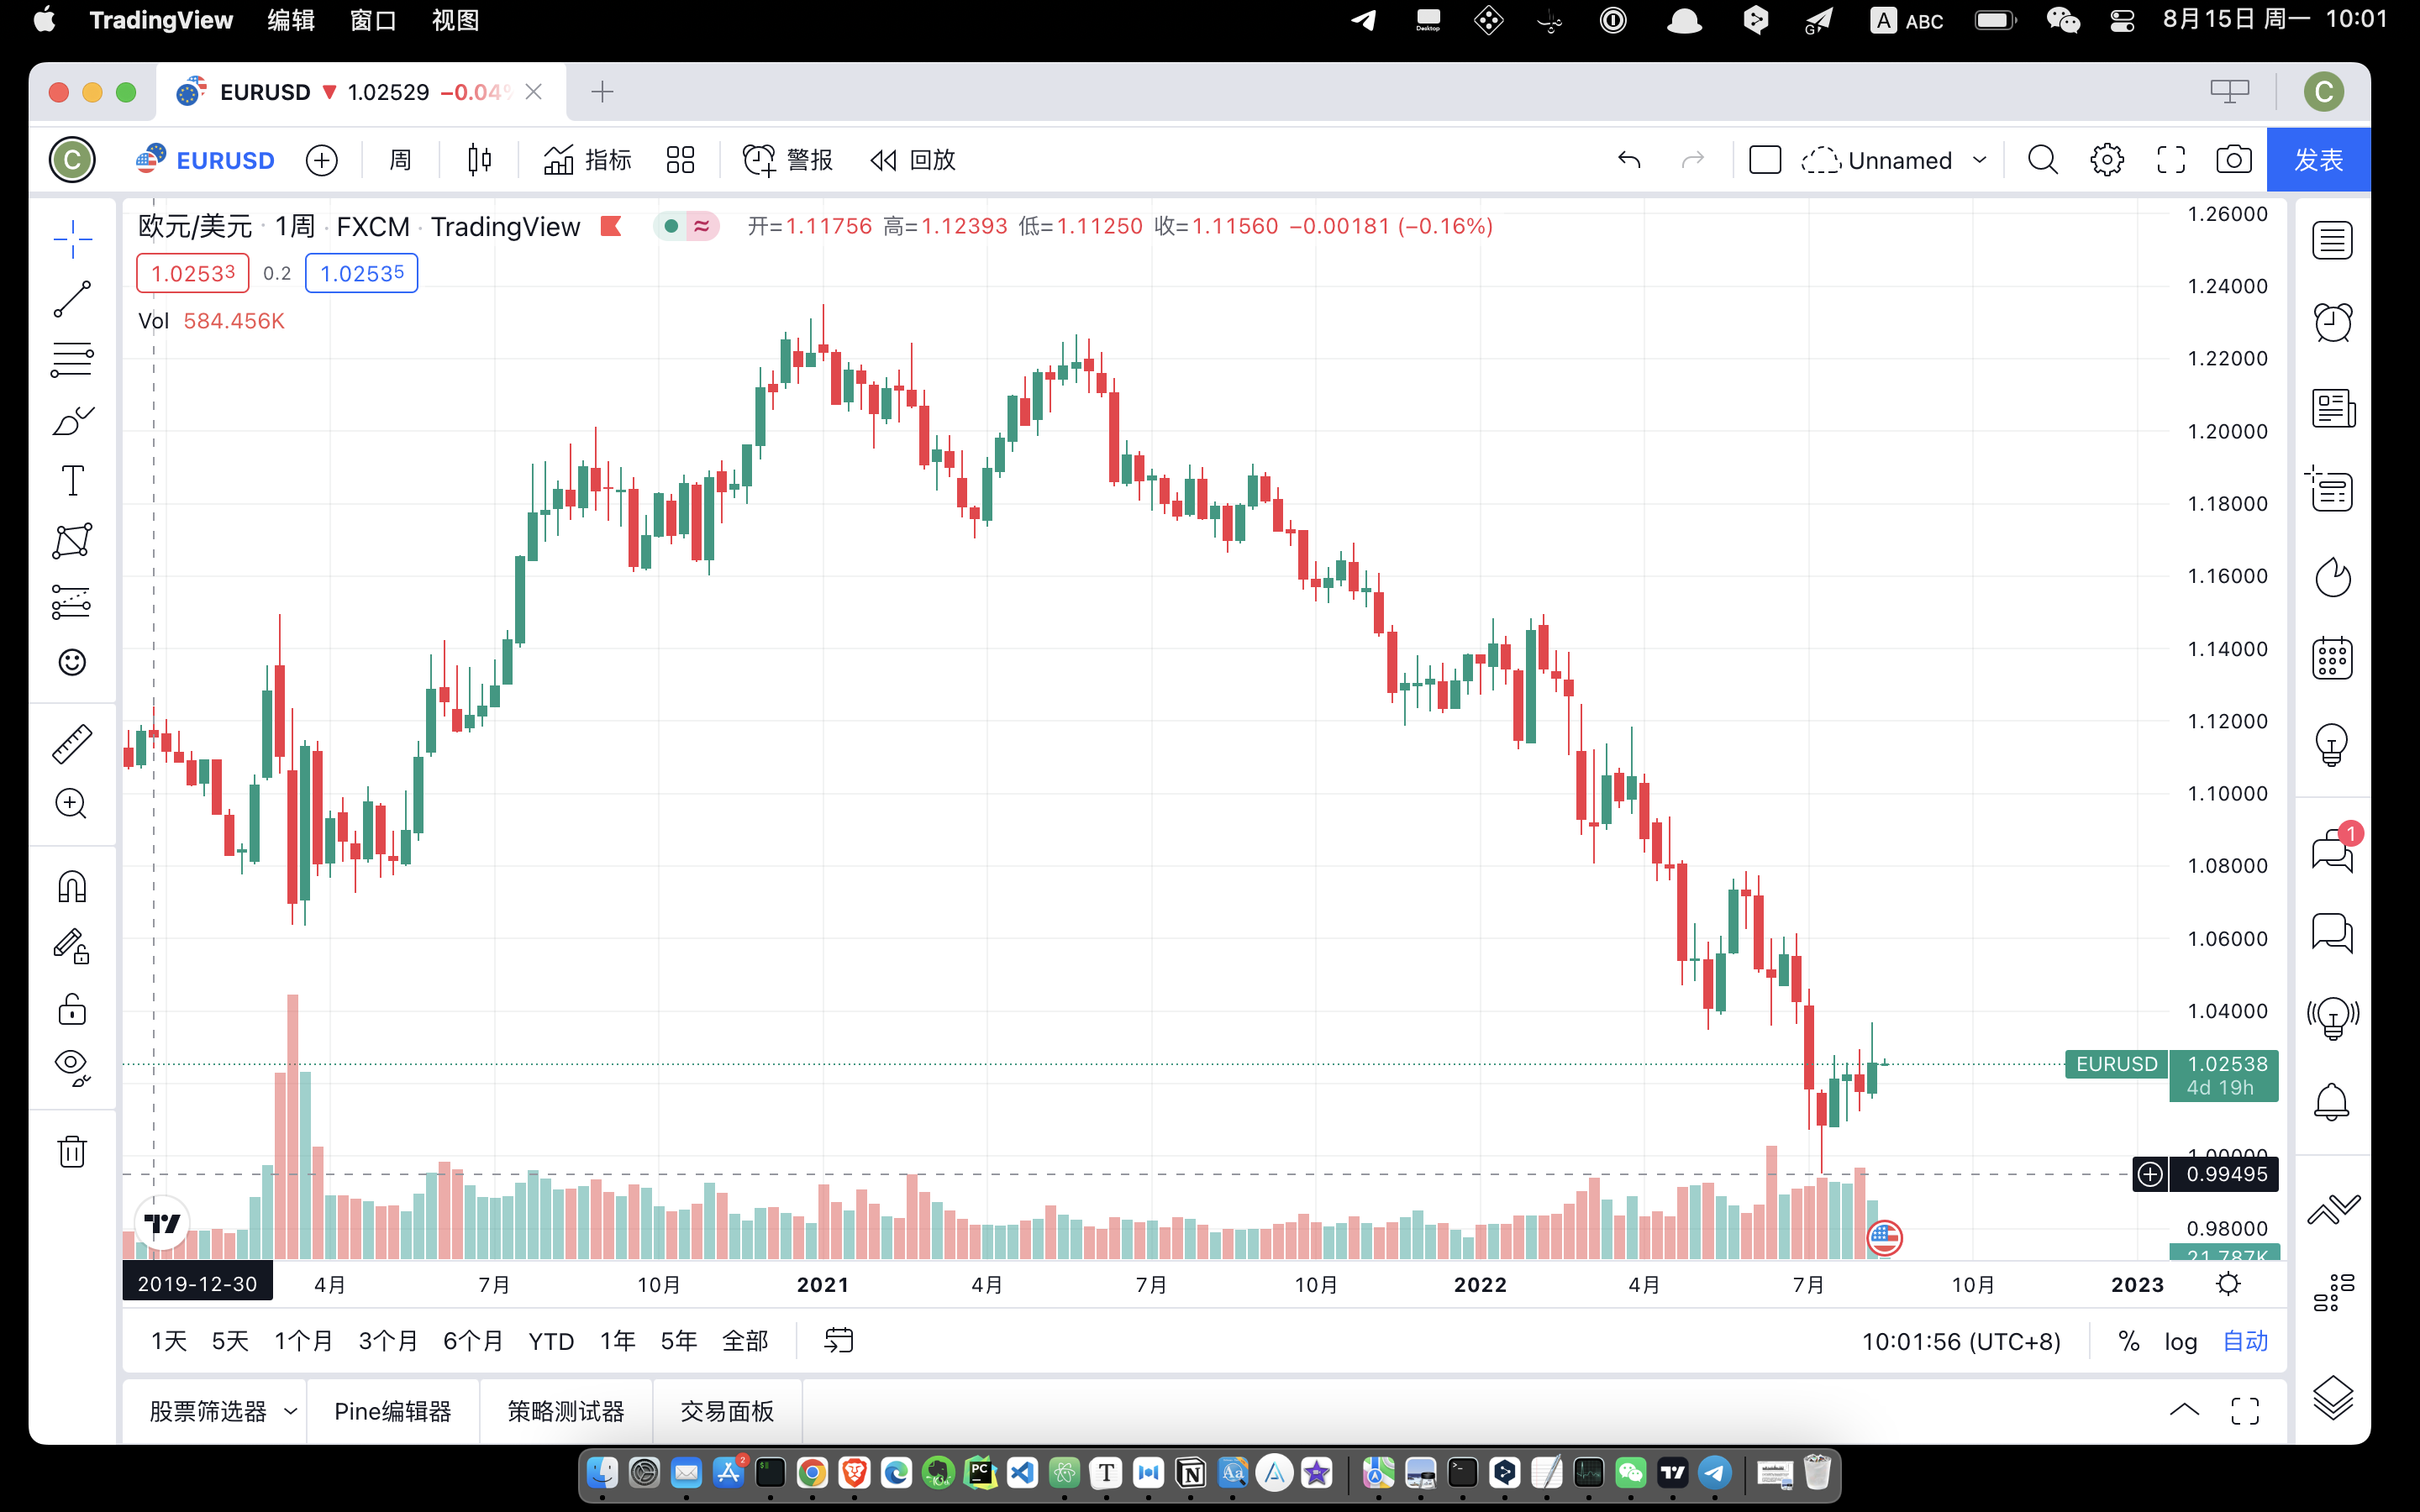 TradingView 编辑 窗口 视图 Desktop G A ABC 8月15日 周一 10:01
EURUSD ▼ 1.02529 −0.04%
C
C EURUSD 周 指标 警报 回放 Unnamed 发表
欧元/美元 · 1周 · FXCM · TradingView 开=1.11756 高=1.12393 低=1.11250 收=1.11560 −0.00181 (−0.16%)
1.02533 0.2 1.02535
Vol 584.456K
1.26000
1.24000
1.22000
1.20000
1.18000
1.16000
1.14000
1.12000
1.10000
1.08000
1.06000
1.04000
EURUSD 1.02538
4d 19h
1.00000
0.99495
0.98000
21.787K
1
2019-12-30 4月 7月 10月 2021 4月 7月 10月 2022 4月 7月 10月 2023
1天 5天 1个月 3个月 6个月 YTD 1年 5年 全部 10:01:56 (UTC+8) % log 自动
股票筛选器 Pine编辑器 策略测试器 交易面板
2 PC T N Aa